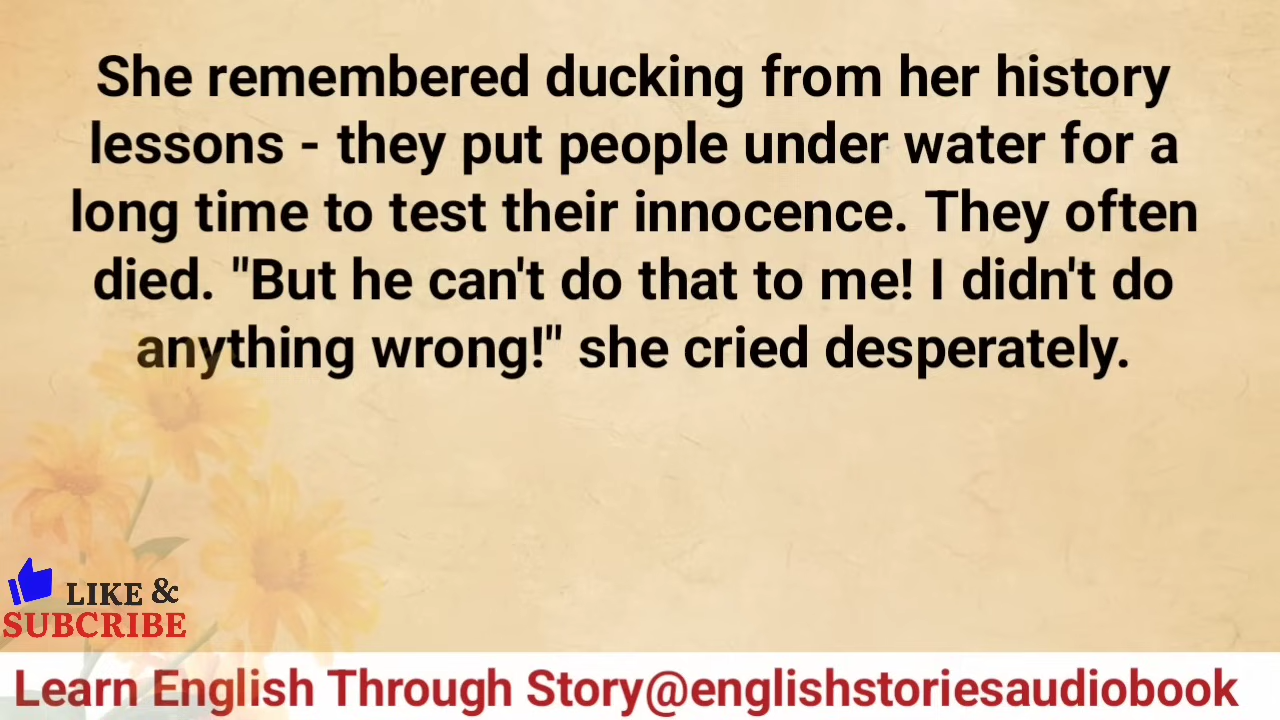 She remembered ducking from her history
lessons - they put people under water for a
long time to test their innocence. They often
died. "But he can't do that to me! I didn't do
anything wrong!" she cried desperately.
LIKE &
SUBCRIBE
Learn English Through Story@englishstoriesaudiobook